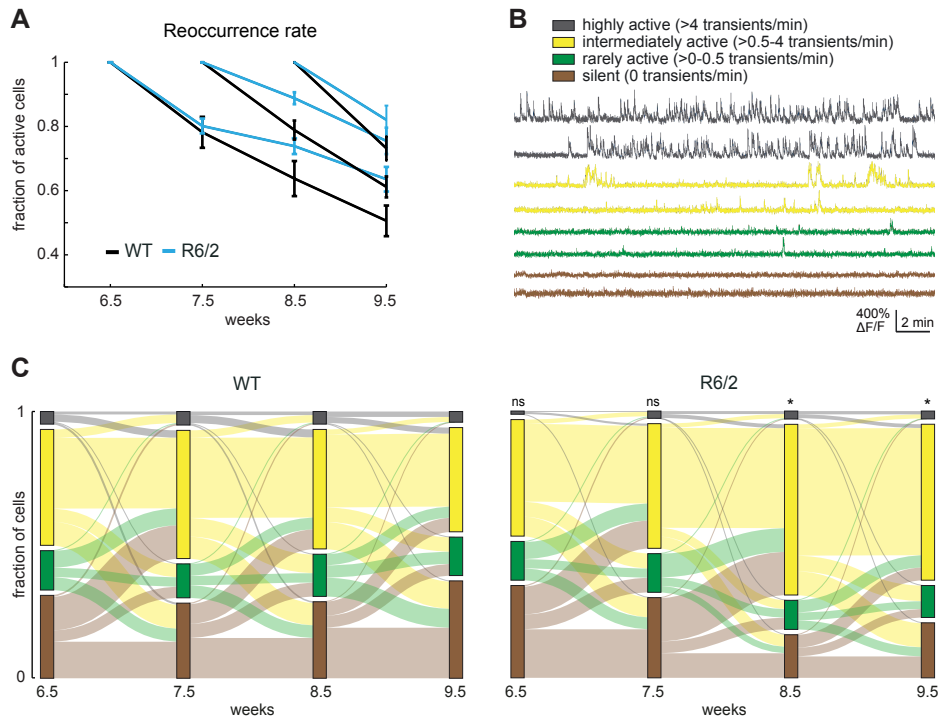 A
Reoccurrence rate
fraction of active cells
1
0.8
0.6
0.4
WT
R6/2
6.5
7.5
8.5
9.5
weeks
B
highly active (>4 transients/min)
intermediately active (>0.5-4 transients/min)
rarely active (>0-0.5 transients/min)
silent (0 transients/min)
400%
ΔF/F
2 min
C
WT
fraction of cells
1
0
6.5
7.5
8.5
9.5
weeks
R6/2
ns
ns
*
*
6.5
7.5
8.5
9.5
weeks